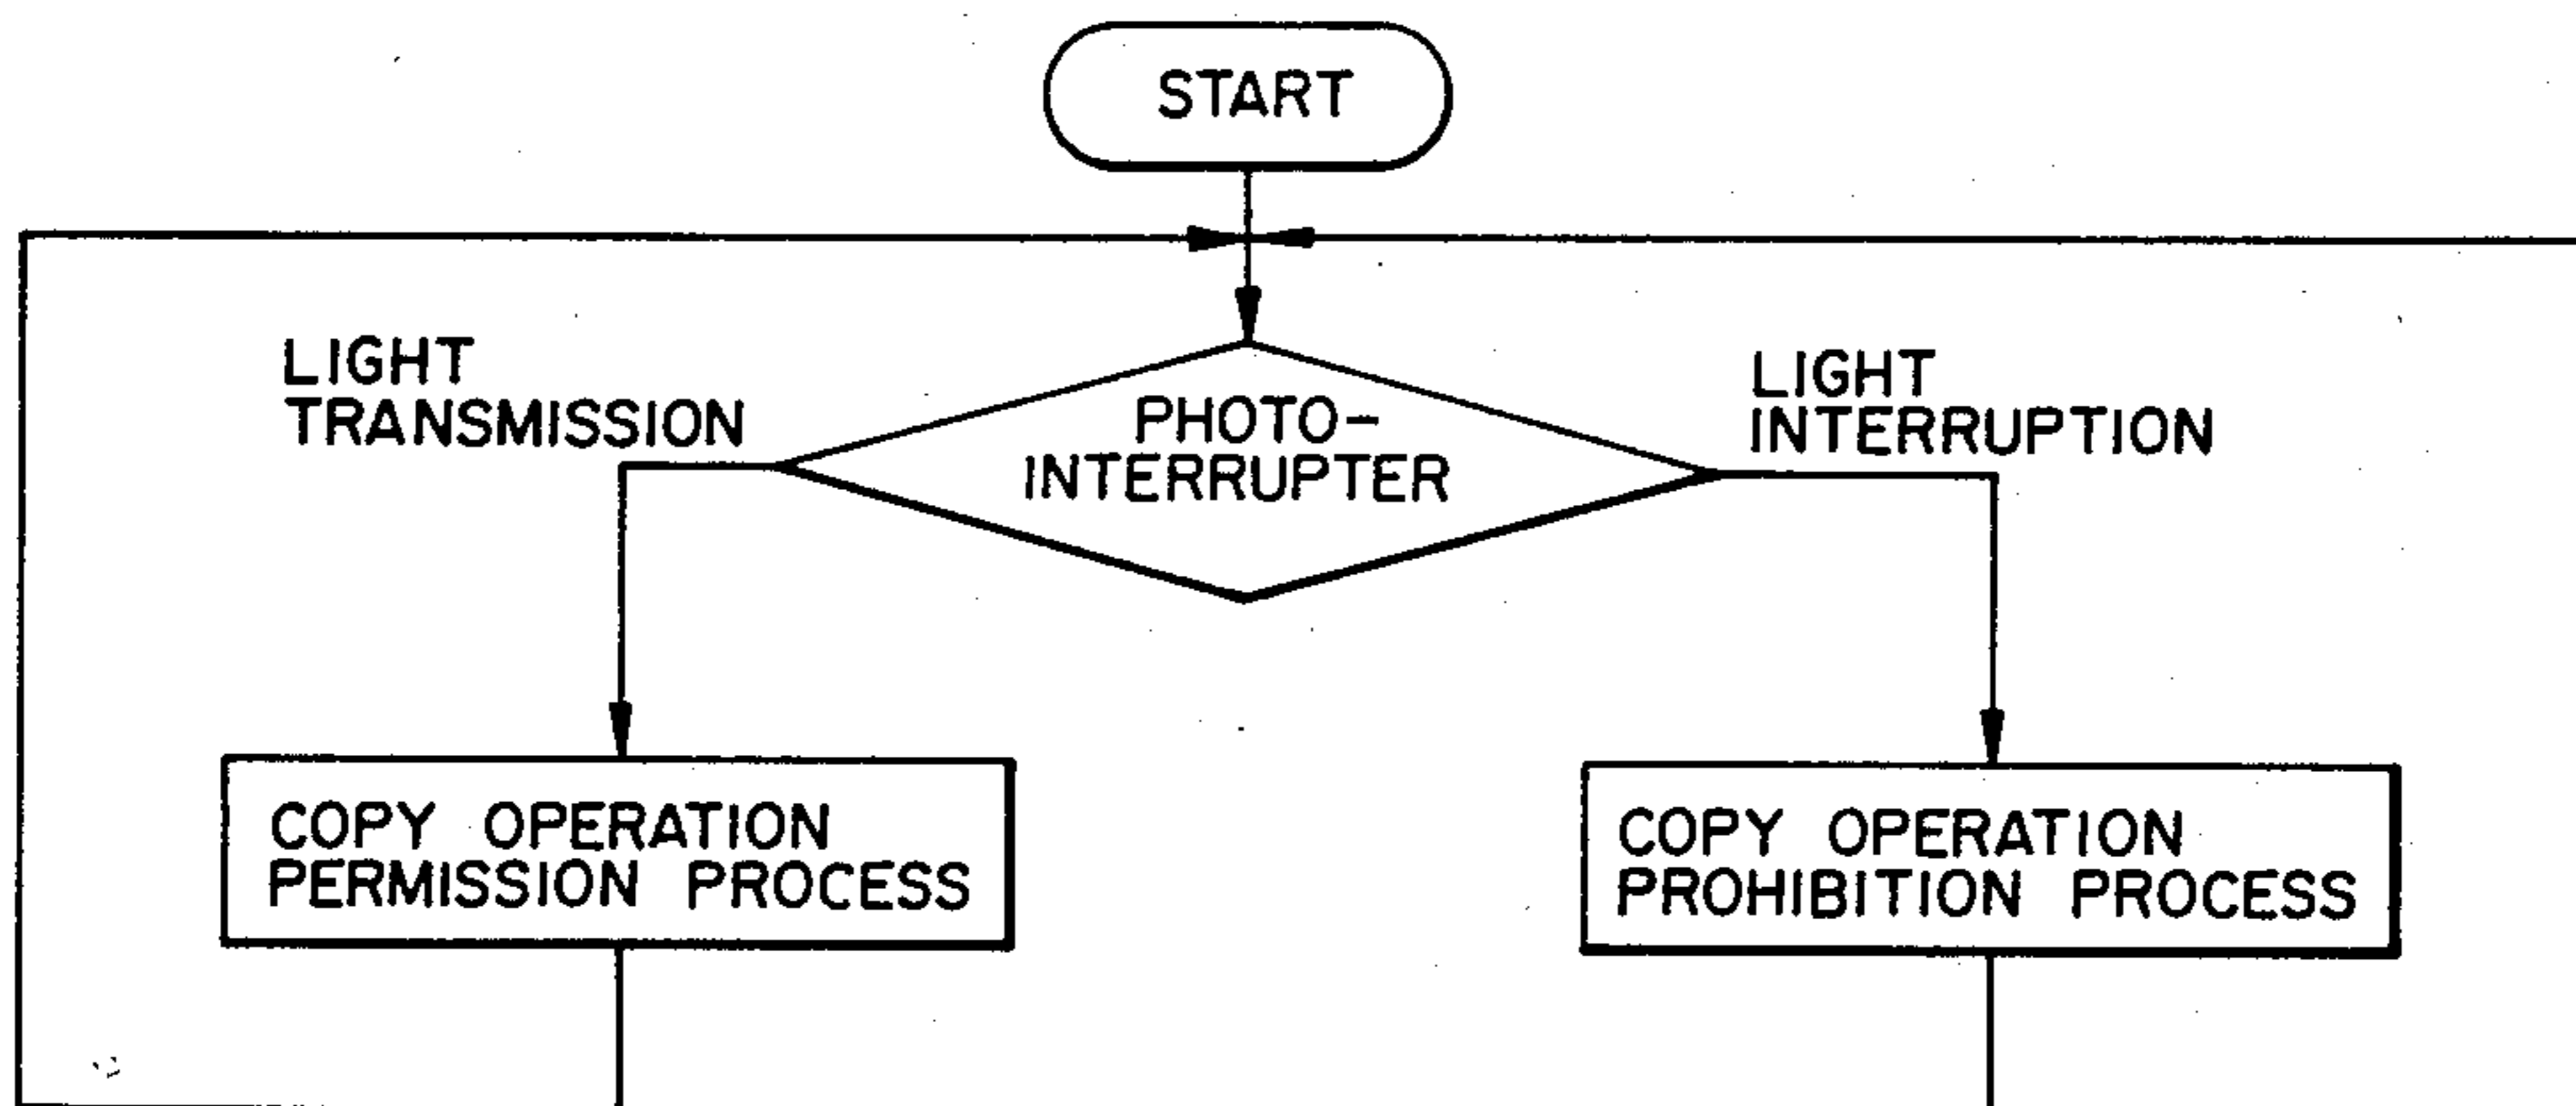 START
LIGHT
TRANSMISSION
PHOTO-
INTERRUPTER
LIGHT
INTERRUPTION
COPY OPERATION
PERMISSION PROCESS
COPY OPERATION
PROHIBITION PROCESS